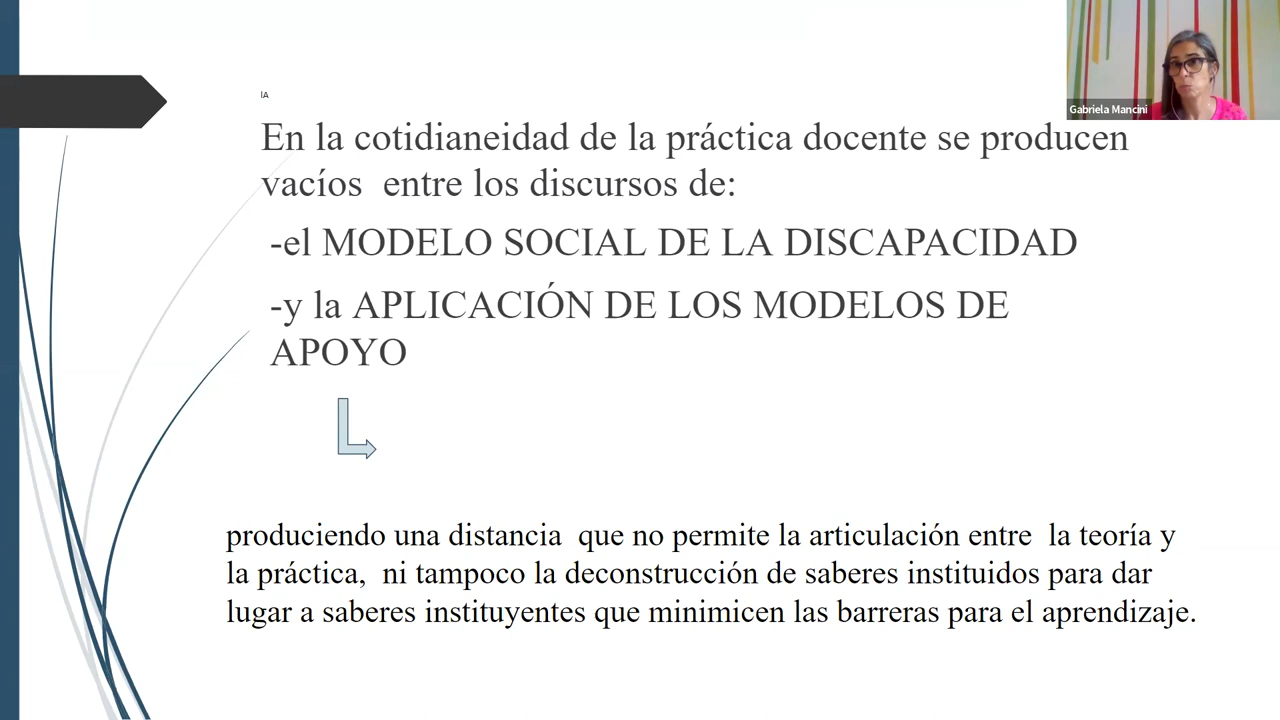 IA
Gabriela Mancini
En la cotidianeidad de la práctica docente se producen
vacíos entre los discursos de:
-el MODELO SOCIAL DE LA DISCAPACIDAD
-y la APLICACIÓN DE LOS MODELOS DE
APOYO
produciendo una distancia que no permite la articulación entre la teoría y
la práctica, ni tampoco la deconstrucción de saberes instituidos para dar
lugar a saberes instituyentes que minimicen las barreras para el aprendizaje.